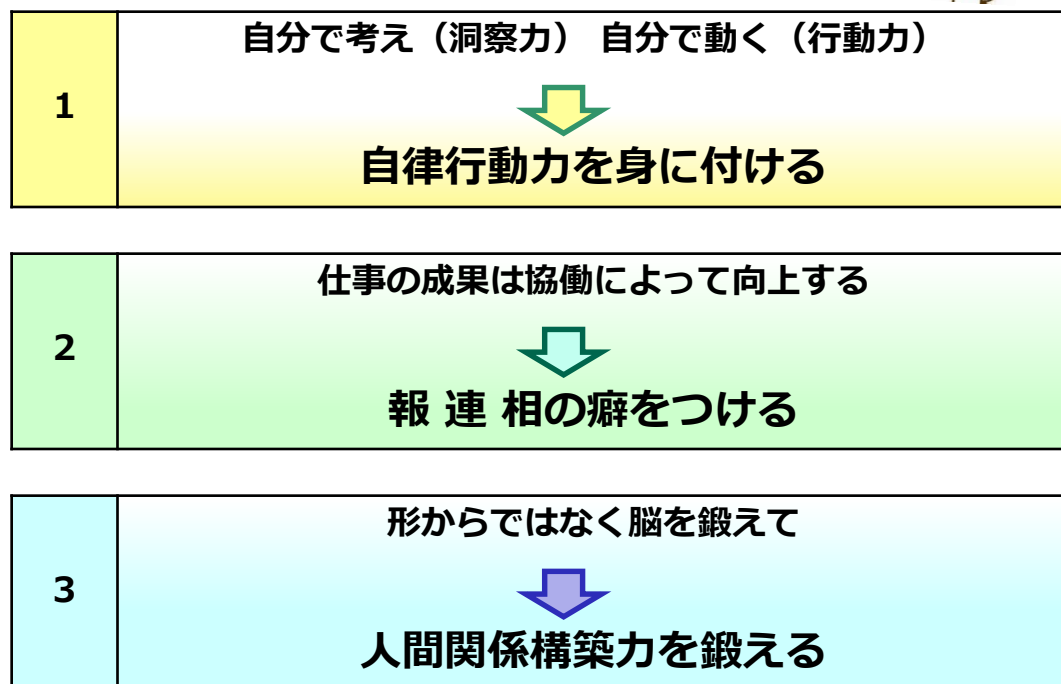 1
自分で考え（洞察力） 自分で動く（行動力）
自律行動力を身に付ける
2
仕事の成果は協働によって向上する
報 連 相の癖をつける
3
形からではなく脳を鍛えて
人間関係構築力を鍛える